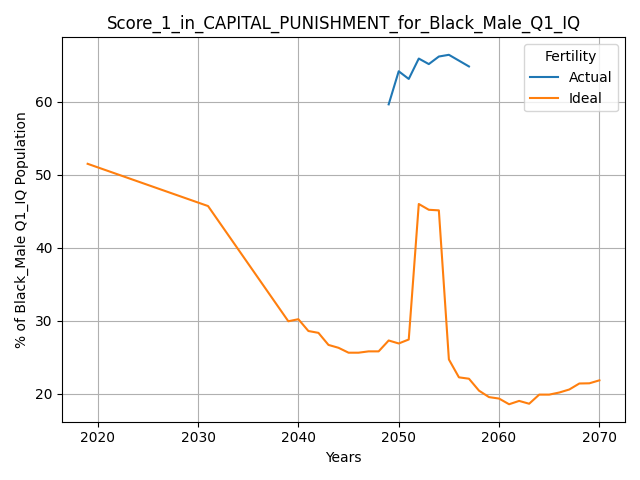 Score_1_in_CAPITAL_PUNISHMENT_for_Black_Male_Q1_IQ
Fertility
Actual
Ideal
% of Black_Male Q1_IQ Population
60
50
40
30
20
2020
2030
2040
2050
2060
2070
Years